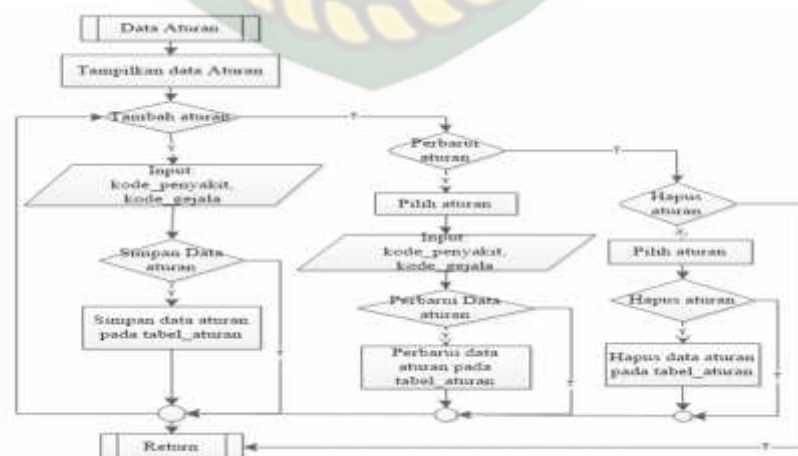 Data Aturan
Tampilkan data Aturan
Tambah aturan
T
Y
Input
kode_penyakit,
kode_gejala
Simpan Data
aturan
Y
T
Simpan data aturan
pada tabel_aturan
Perbarui
aturan
T
Y
Pilih aturan
Input
kode_penyakit,
kode_gejala
Perbarui Data
aturan
Y
T
Perbarui data
aturan pada
tabel_aturan
Hapus
aturan
Y
Pilih aturan
Hapus aturan
Y
T
Hapus data aturan
pada tabel_aturan
Return
T